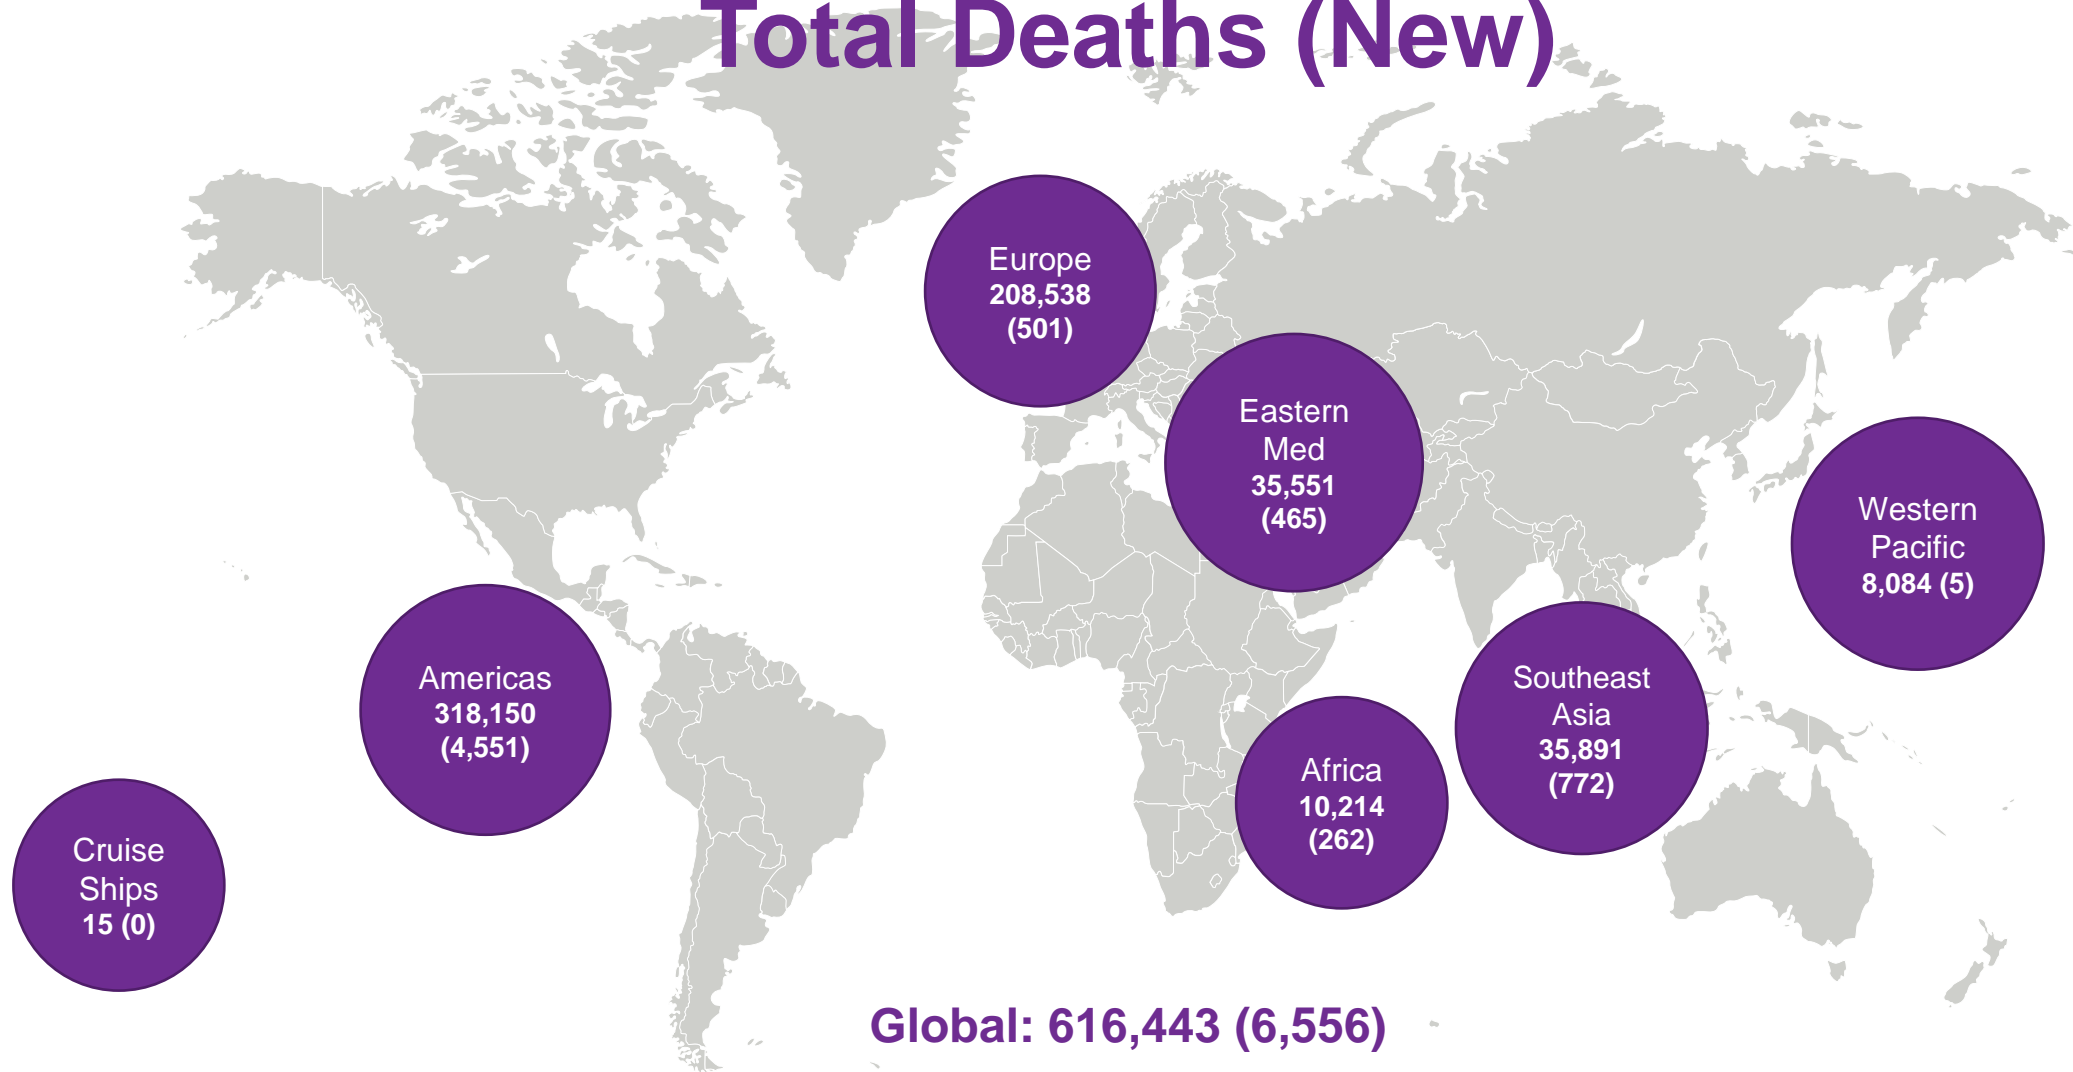 Total Deaths (New)
Europe
208,538
(501)
Eastern
Med
35,551
(465)
Western
Pacific
8,084 (5)
Americas
318,150
(4,551)
Southeast
Asia
35,891
(772)
Africa
10,214
(262)
Cruise
Ships
15 (0)
Global: 616,443 (6,556)